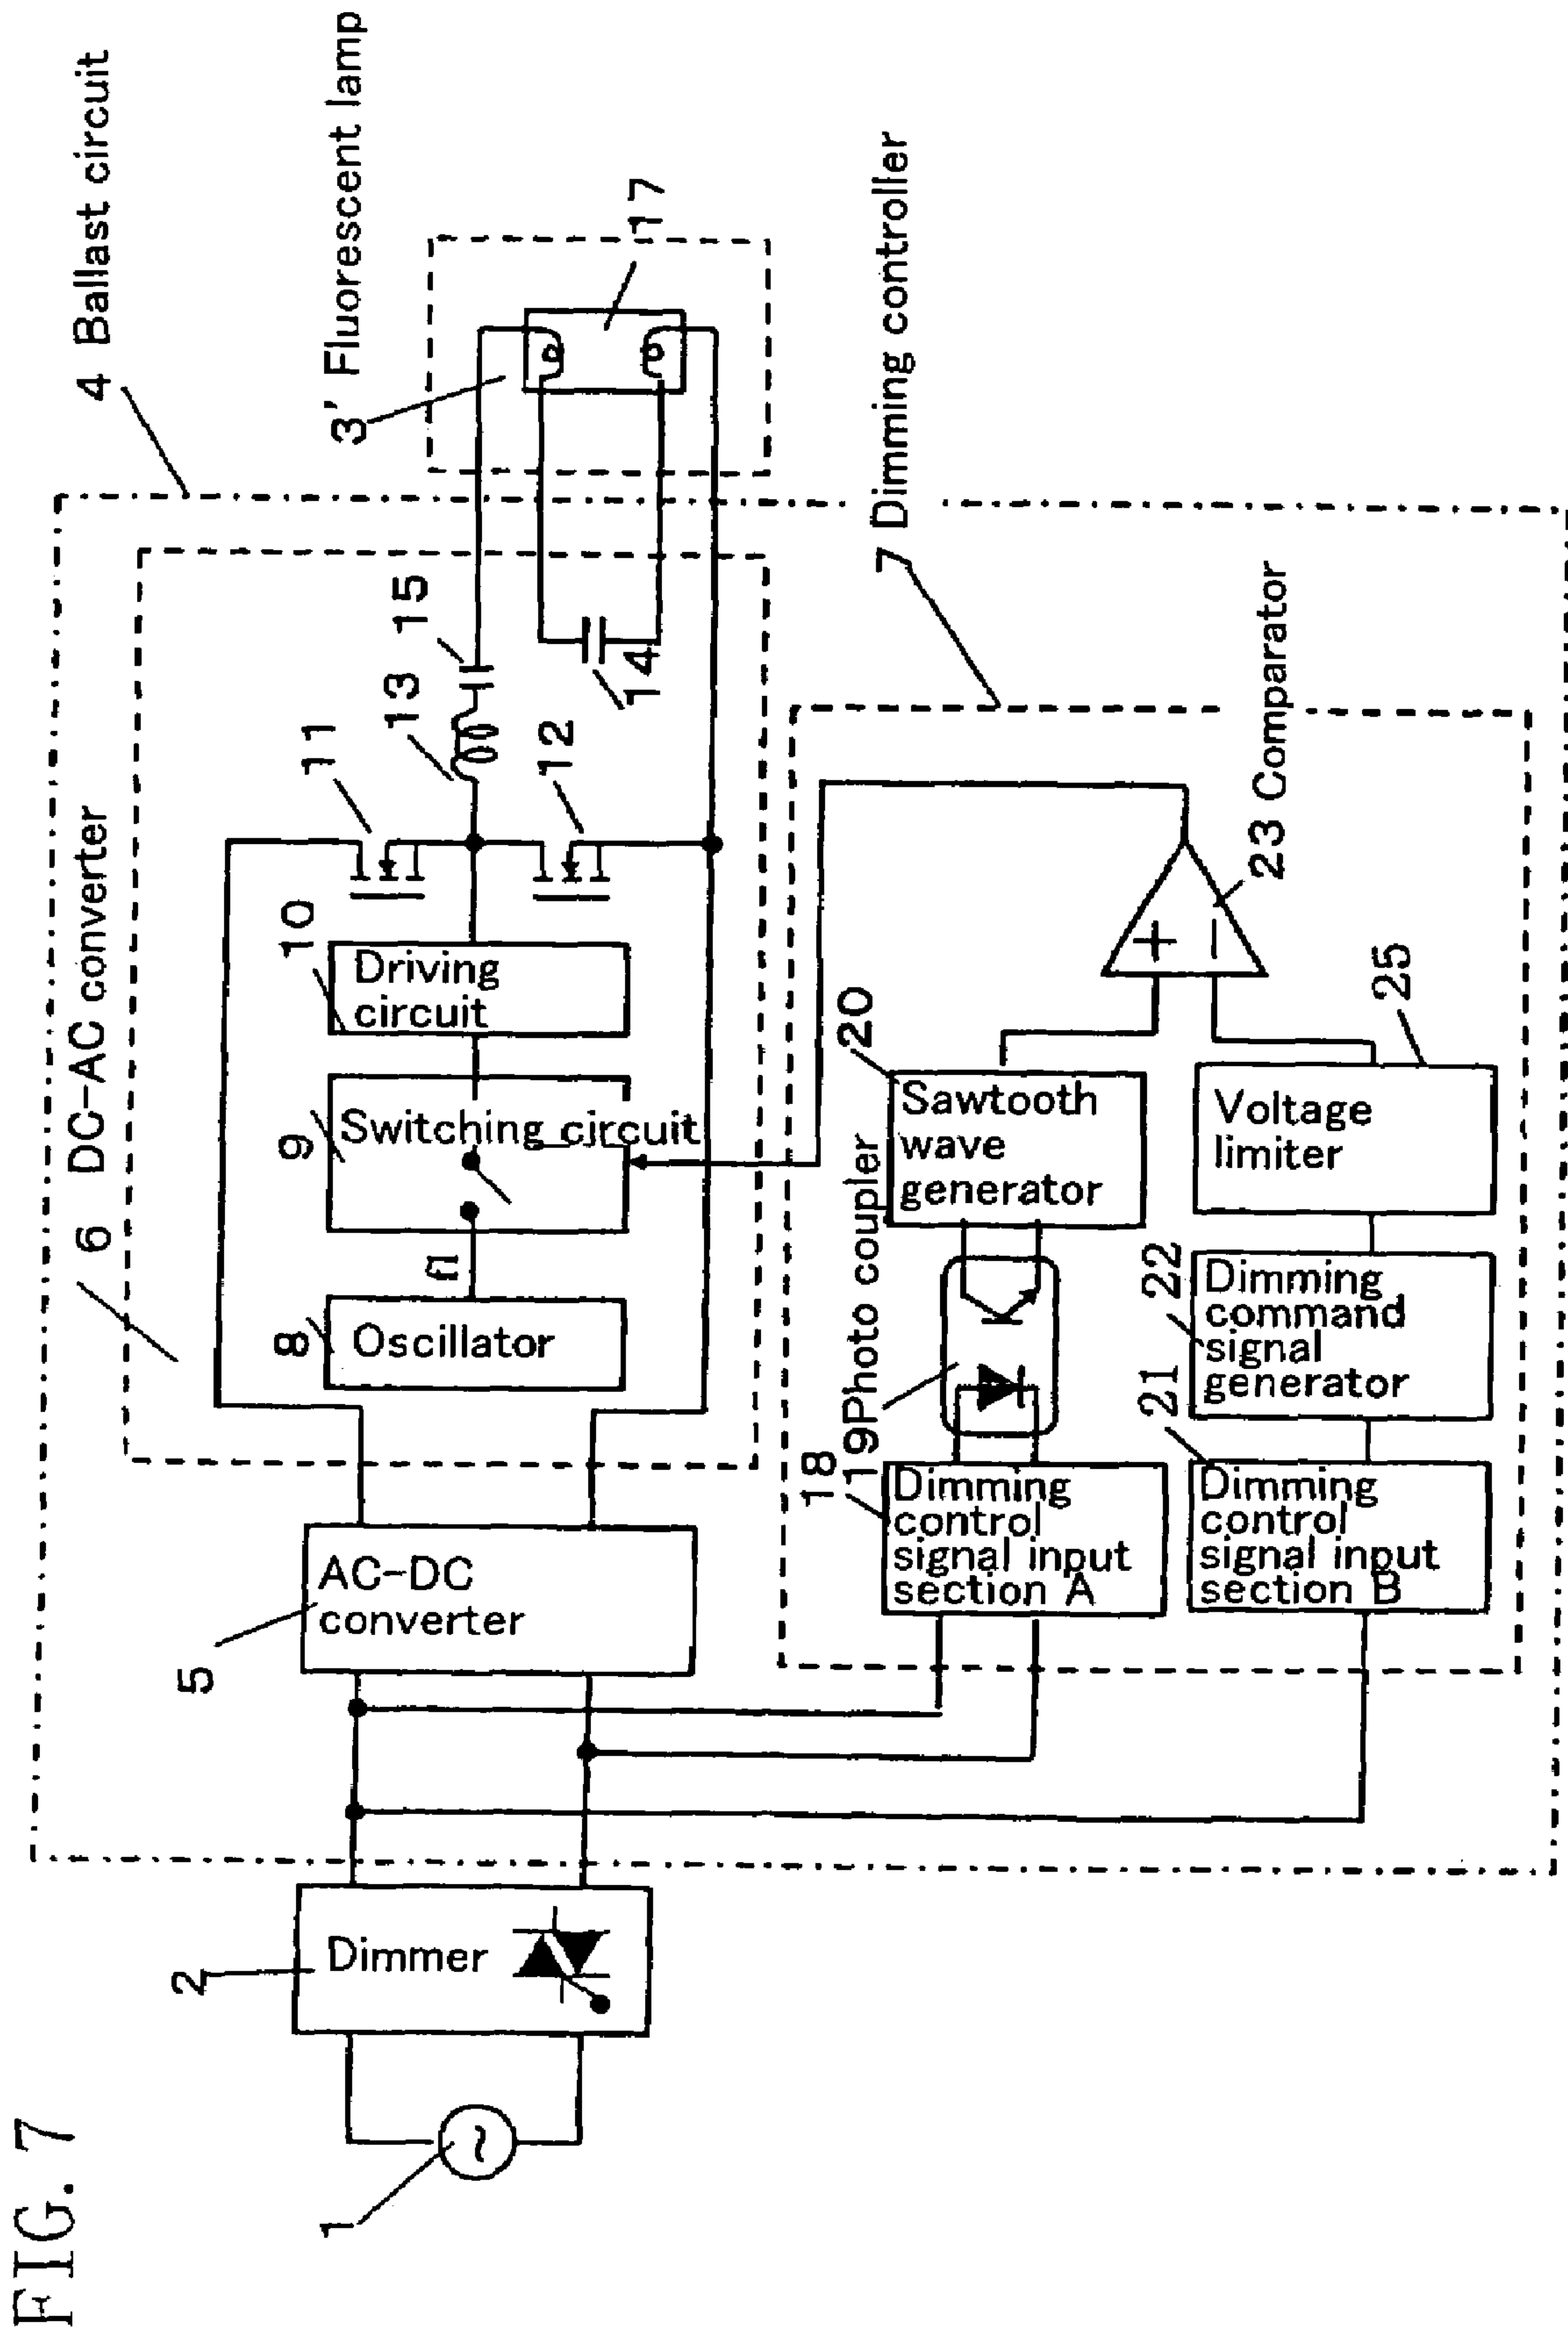 FIG. 7
4 Ballast circuit
6 DC-AC converter
3' Fluorescent lamp
17
11
13
15
10
Driving
circuit
12
14
9
Switching circuit
8
Oscillator
f1
5
AC-DC
converter
2
Dimmer
1
~
7 Dimming controller
20
Sawtooth
wave
generator
19 Photo coupler
18
Dimming
control
signal input
section A
+
−
23 Comparator
25
Voltage
limiter
22
Dimming
command
signal
generator
21
Dimming
control
signal input
section B